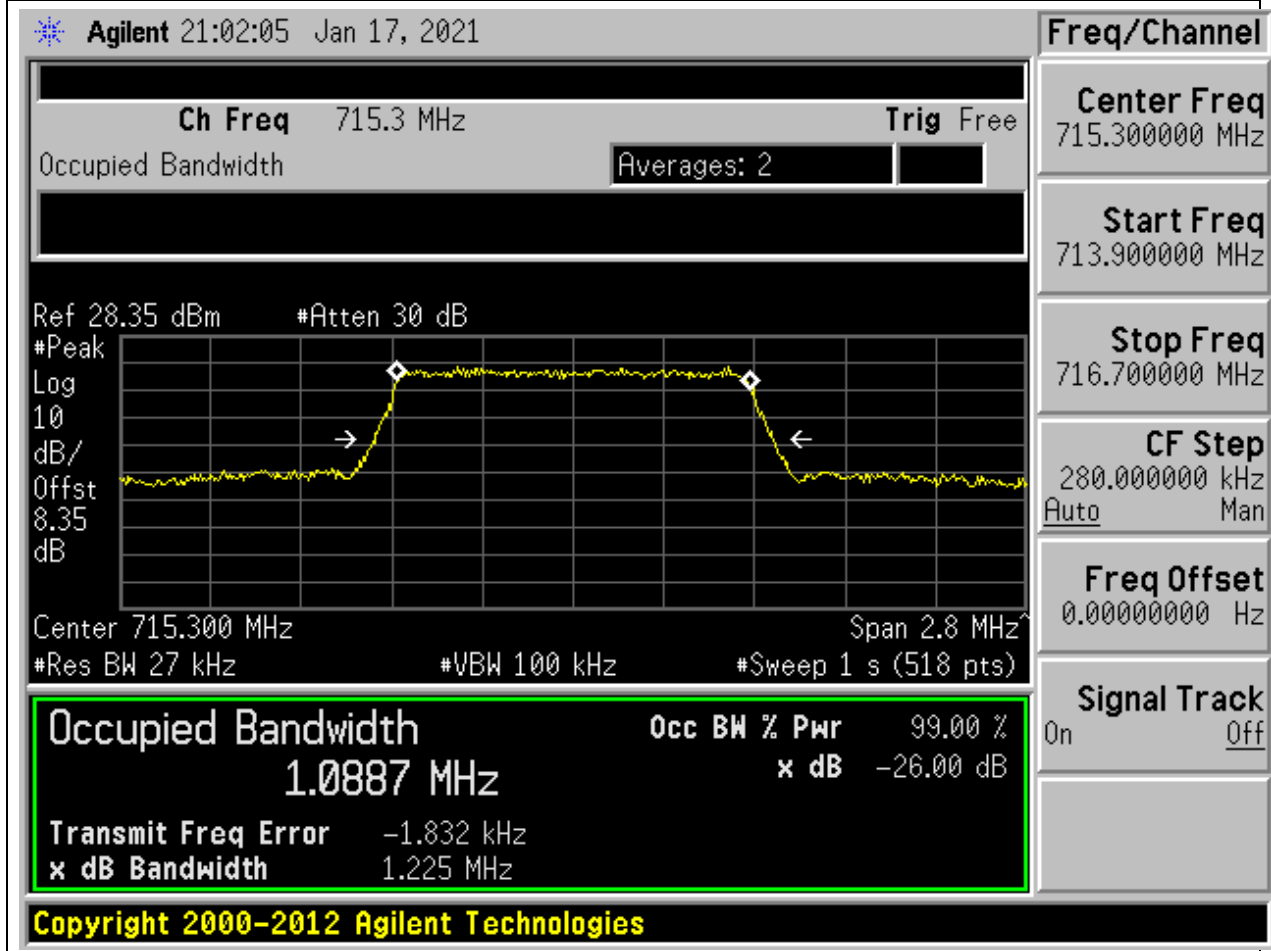 Agilent 21:02:05 Jan 17, 2021
Freq/Channel
Ch Freq 715.3 MHz Trig Free
Occupied Bandwidth Averages: 2
Ref 28.35 dBm #Atten 30 dB
#Peak
Log
10
dB/
Offst
8.35
dB
Center 715.300 MHz Span 2.8 MHz^
#Res BW 27 kHz #VBW 100 kHz #Sweep 1 s (518 pts)
Occupied Bandwidth
1.0887 MHz
Occ BW % Pwr 99.00 %
x dB -26.00 dB
Transmit Freq Error -1.832 kHz
x dB Bandwidth 1.225 MHz
Center Freq
715.300000 MHz
Start Freq
713.900000 MHz
Stop Freq
716.700000 MHz
CF Step
280.000000 kHz
Auto Man
Freq Offset
0.00000000 Hz
Signal Track
On Off
Copyright 2000-2012 Agilent Technologies